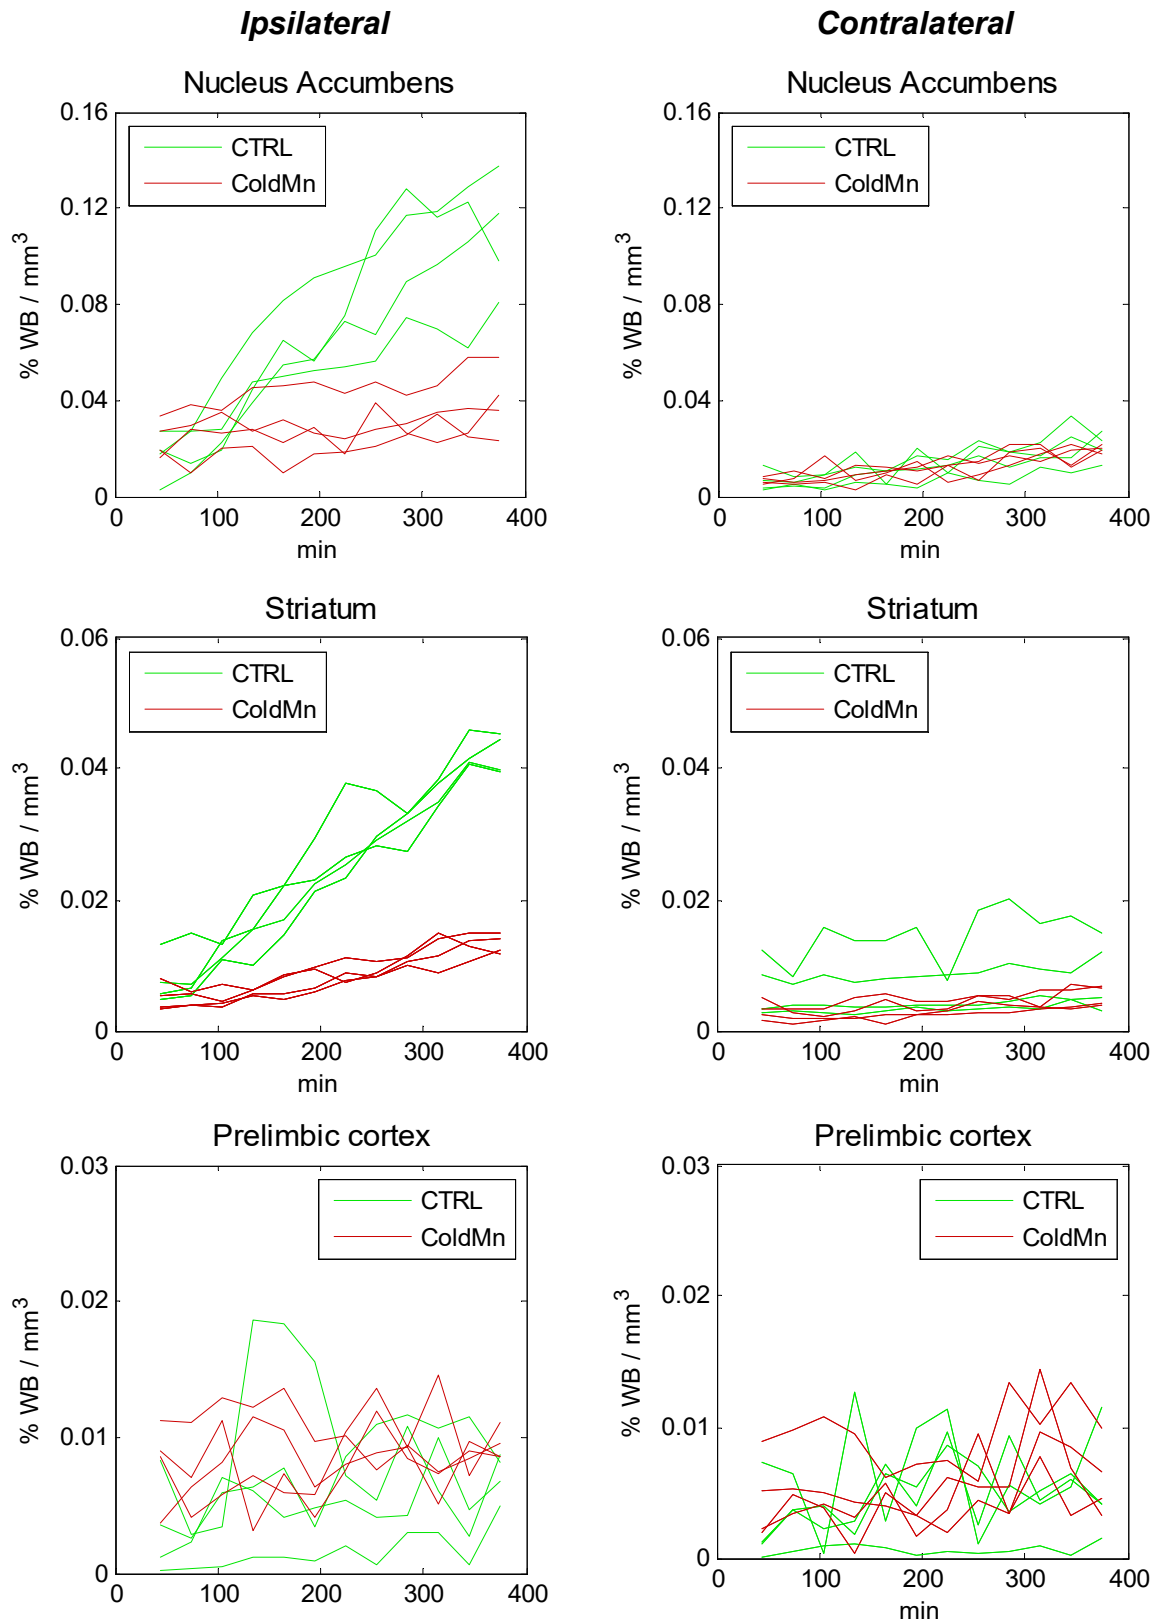 Ipsilateral
Contralateral
Nucleus Accumbens
Nucleus Accumbens
0.16
0.12
0.08
0.04
0
% WB / mm³
CTRL
ColdMn
0
100
200
300
400
min
0.16
0.12
0.08
0.04
0
% WB / mm³
CTRL
ColdMn
0
100
200
300
400
min
Striatum
Striatum
0.06
0.04
0.02
0
% WB / mm³
CTRL
ColdMn
0
100
200
300
400
min
0.06
0.04
0.02
0
% WB / mm³
CTRL
ColdMn
0
100
200
300
400
min
Prelimbic cortex
Prelimbic cortex
0.03
0.02
0.01
0
% WB / mm³
CTRL
ColdMn
0
100
200
300
400
0.03
0.02
0.01
0
% WB / mm³
CTRL
ColdMn
0
100
200
300
400
min